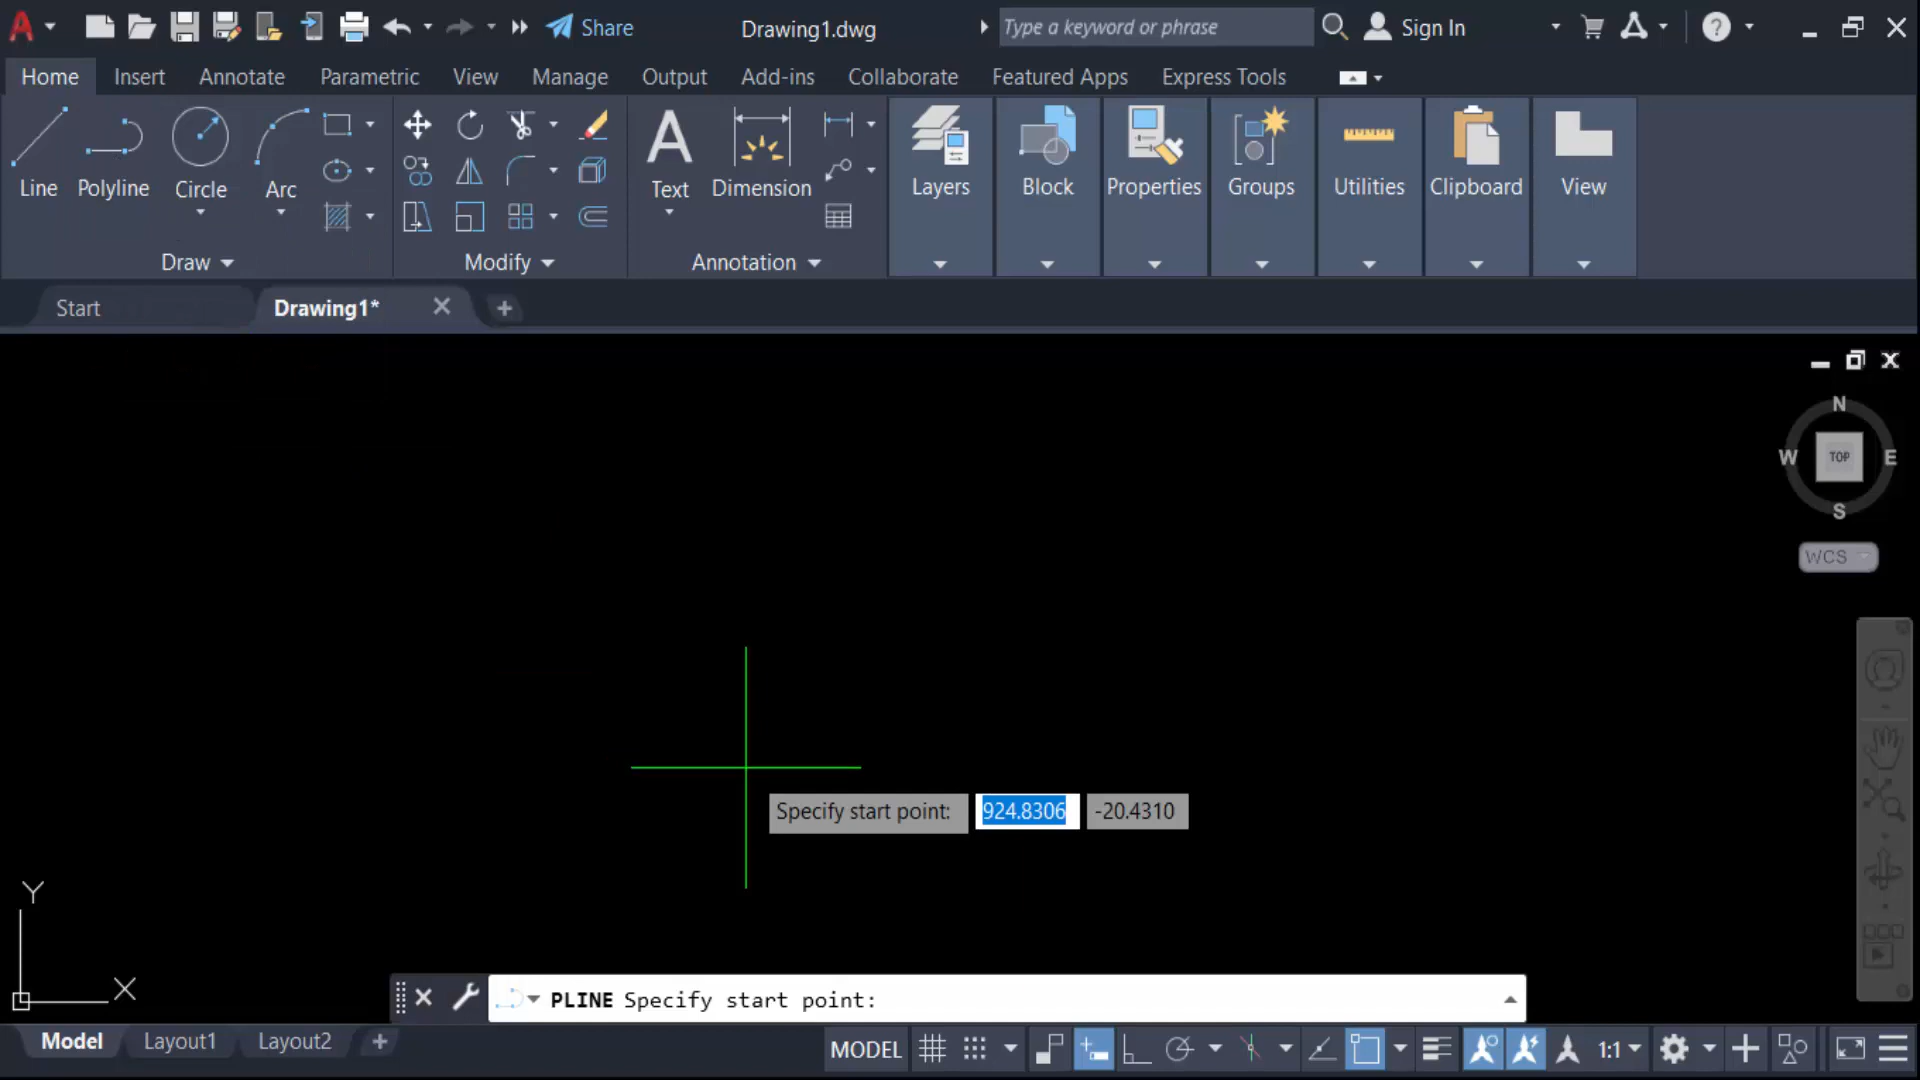 Share
Drawing1.dwg
Type a keyword or phrase
Sign In
Home Insert Annotate Parametric View Manage Output Add-ins Collaborate Featured Apps Express Tools
Line Polyline Circle Arc Text Dimension Layers Block Properties Groups Utilities Clipboard View
Draw Modify Annotation
Start Drawing1*
N
W TOP E
S
WCS
Specify start point: 924.8306 -20.4310
Y
X
PLINE Specify start point:
Model Layout1 Layout2 MODEL 1:1